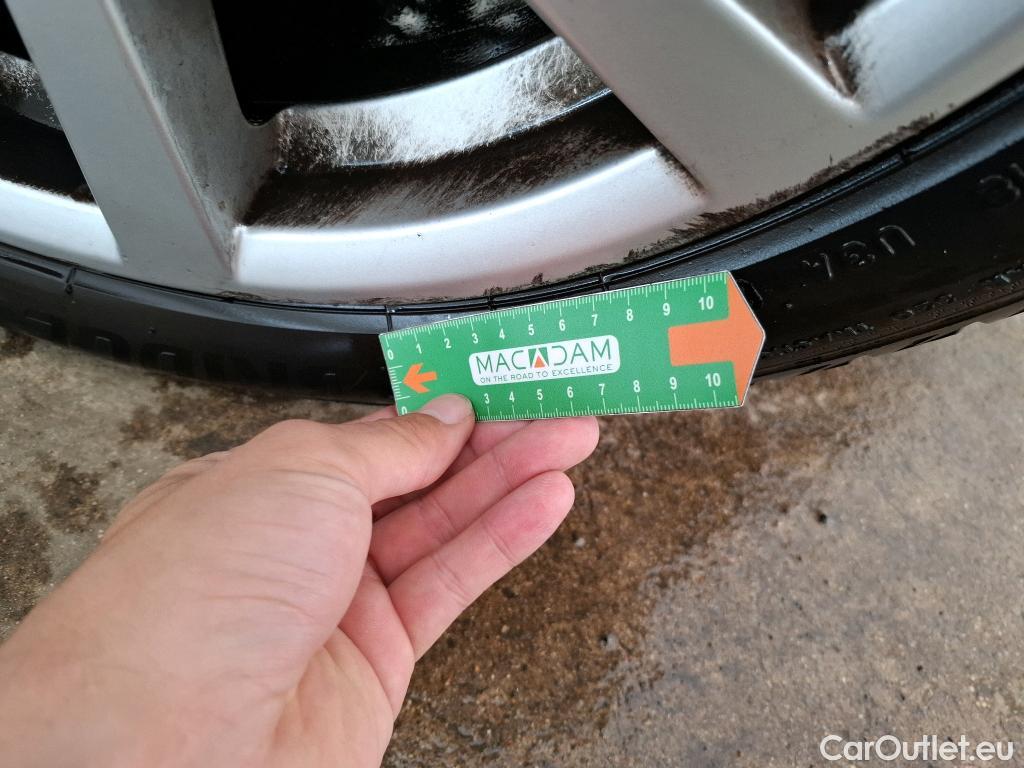 0 1 2 3 4 5 6 7 8 9 10
MACADAM
ON THE ROAD TO EXCELLENCE
0 3 4 5 6 7 8 9 10
CarOutlet.eu